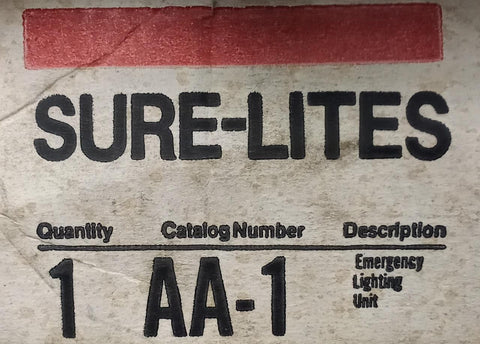 SURE-LITES
Quantity Catalog Number Description
1 AA-1 Emergency
Lighting
Unit